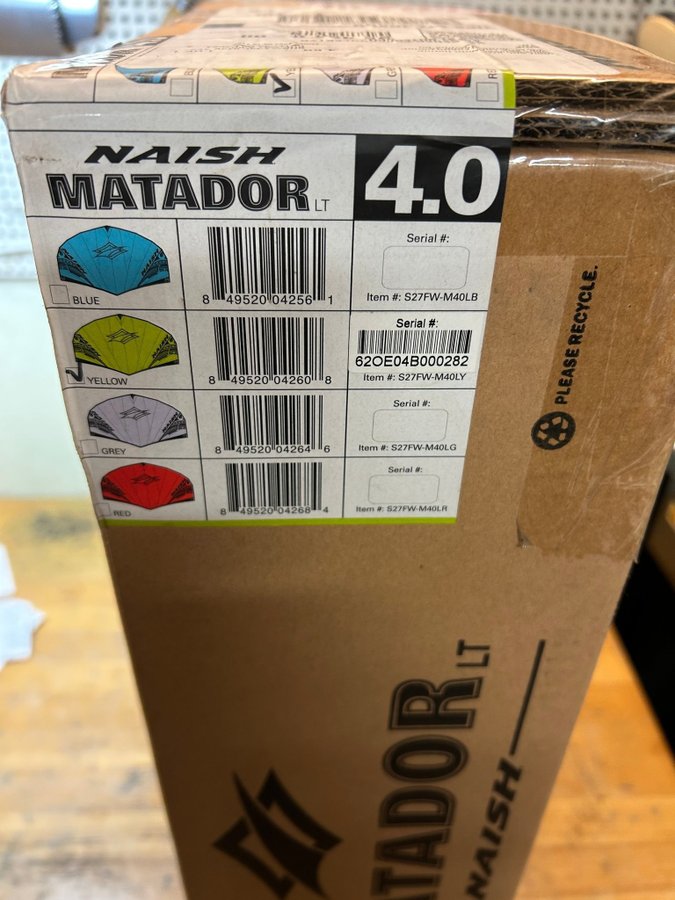 NAISH
MATADOR LT
4.0
BLUE
8 49520 04256 1
Serial #:
Item #: S27FW-M40LB
YELLOW
8 49520 04260 8
Serial #:
62OE04B000282
Item #: S27FW-M40LY
GREY
8 49520 04264 6
Serial #:
Item #: S27FW-M40LG
RED
8 49520 04268 4
Serial #:
Item #: S27FW-M40LR
PLEASE RECYCLE.
TADOR LT
NAISH